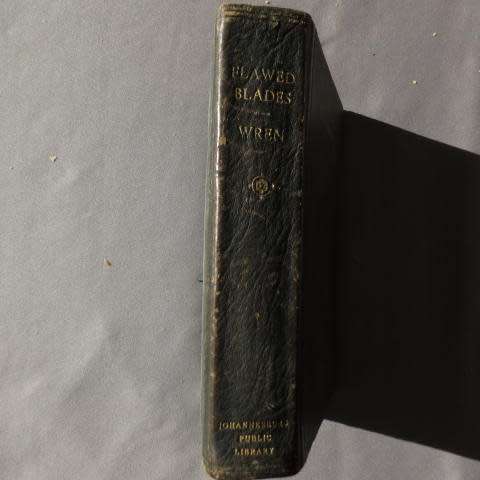 FLAWED
BLADES
WREN
JOHANNESBURG
PUBLIC
LIBRARY